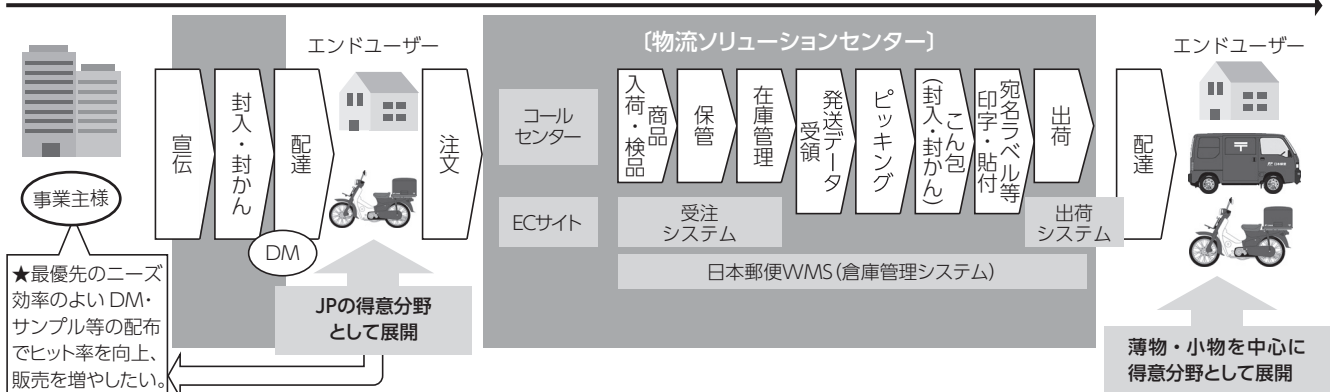 エンドユーザー
〔物流ソリューションセンター〕
エンドユーザー
事業主様
宣伝
封入・封かん
配達
注文
DM
コール
センター
ECサイト
商品
入荷・検品
保管
在庫管理
発送データ
受領
ピッキング
こん包
(封入・封かん)
宛名ラベル等
印字・貼付
出荷
配達
〒
受注
システム
出荷
システム
日本郵便WMS(倉庫管理システム)
★最優先のニーズ
効率のよいDM・
サンプル等の配布
でヒット率を向上、
販売を増やしたい。
JPの得意分野
として展開
薄物・小物を中心に
得意分野として展開